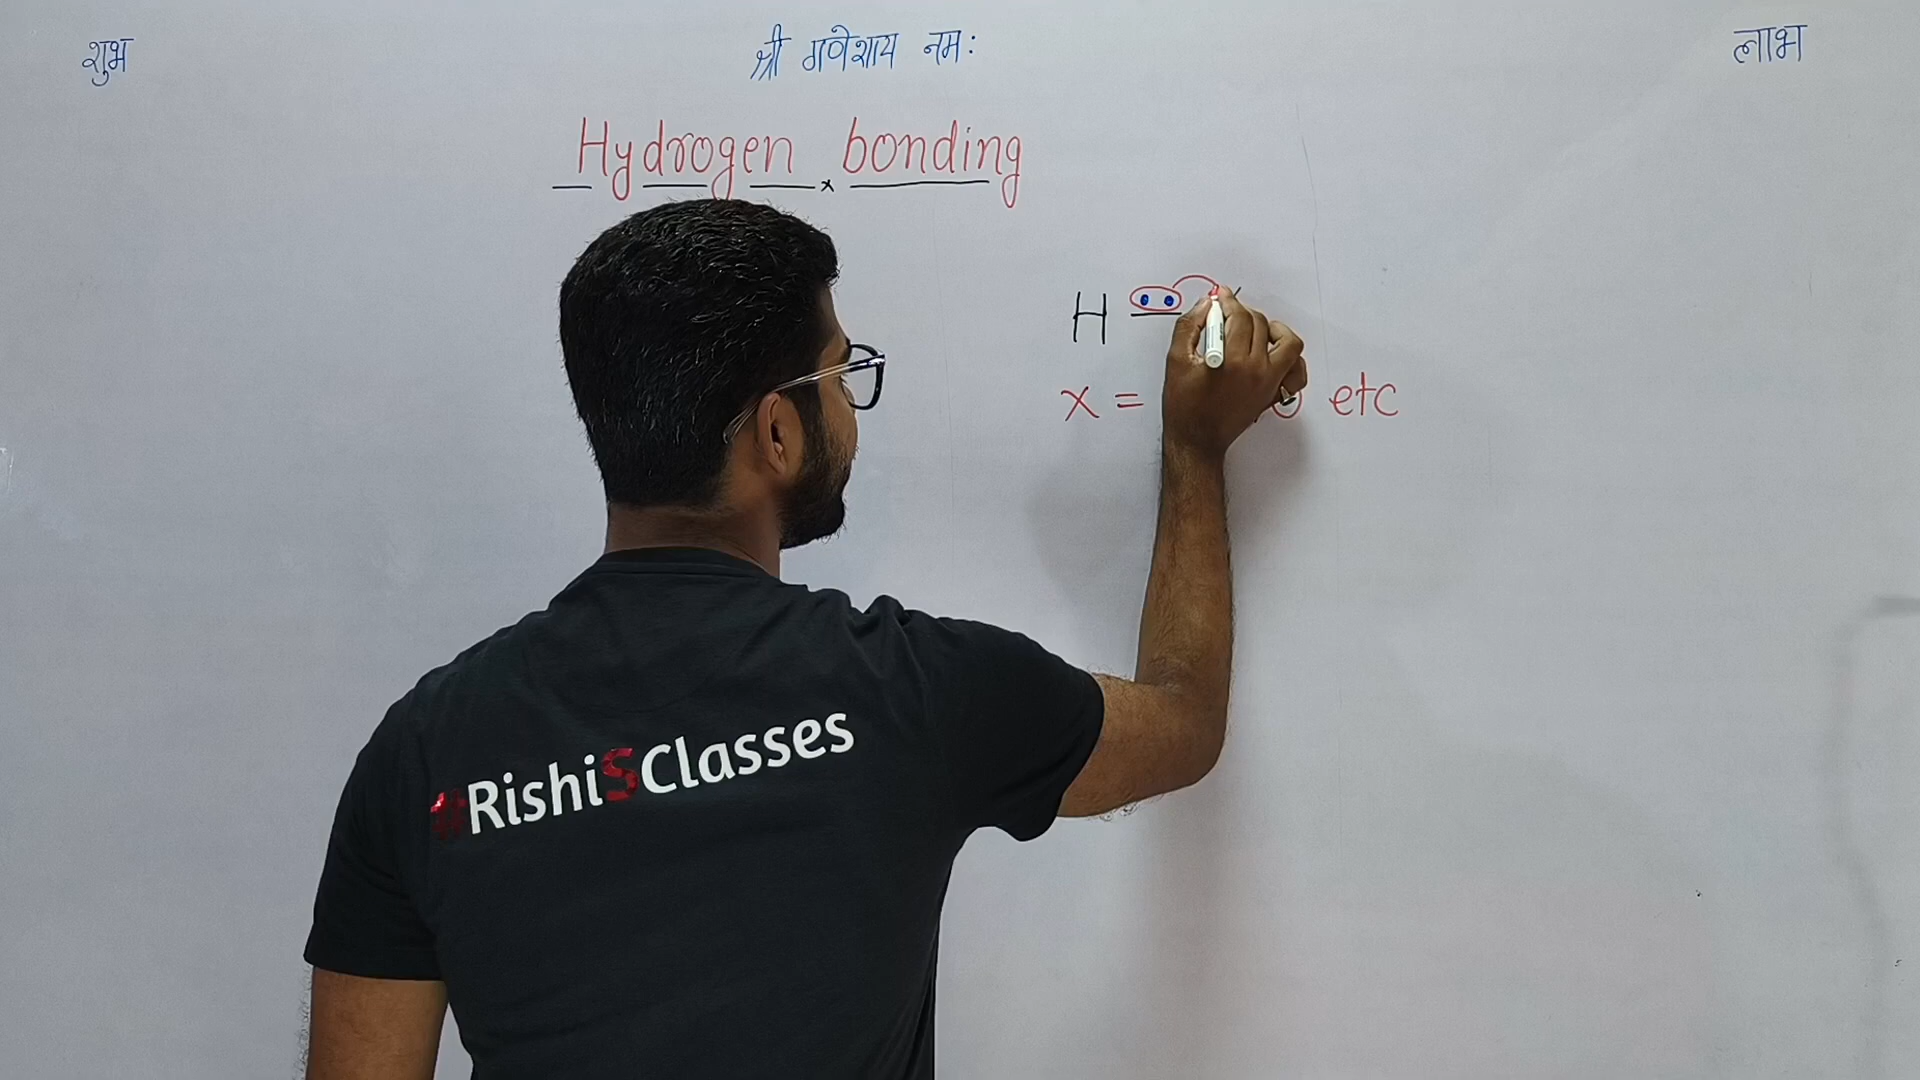 शुभ श्री गणेशाय नमः लाभ
Hydrogen bonding
H
x = O etc
#RishiSClasses